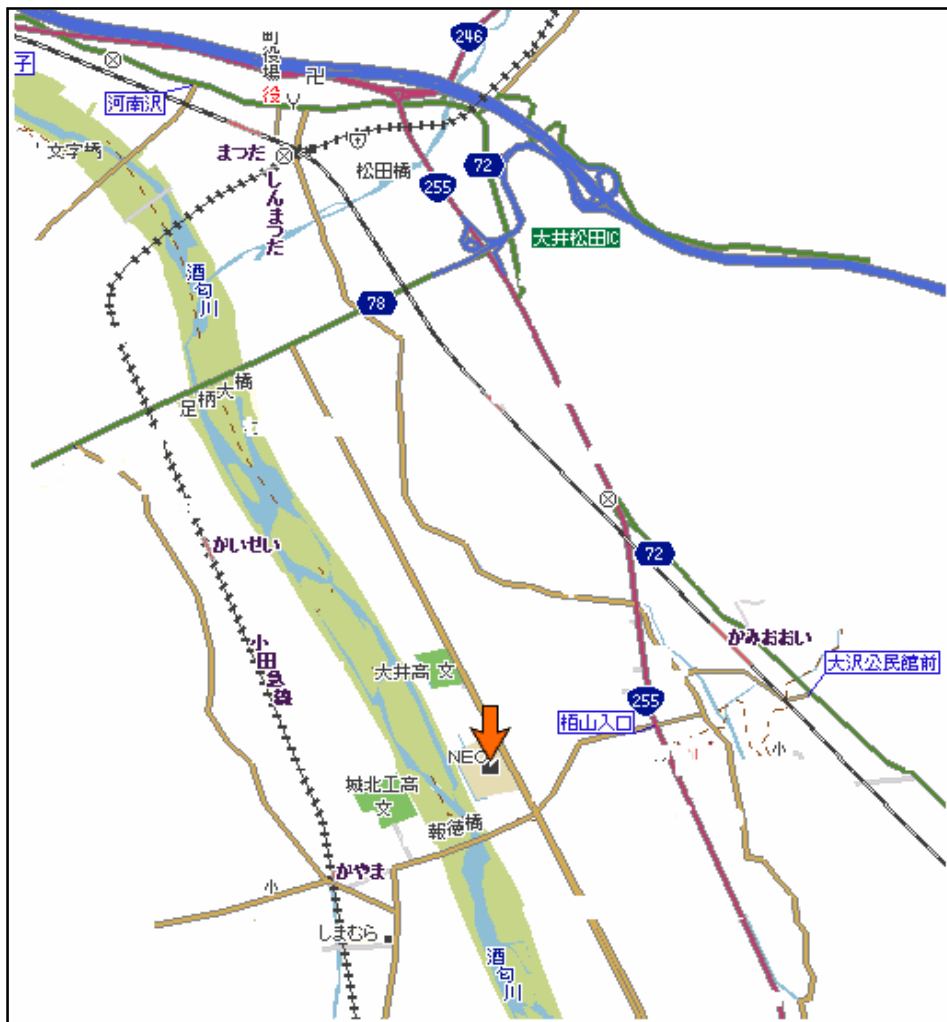 246
町役場
役
子
河南沢
文字橋
まつだ
しんまつだ
松田橋
72
255
大井松田IC
酒匂川
78
足柄大橋
かいせい
72
かみおおい
大沢公民館前
小田急線
大井高
文
255
栢山入口
小
NEC
城北工高
文
報徳橋
かやま
小
しまむら
酒匂川